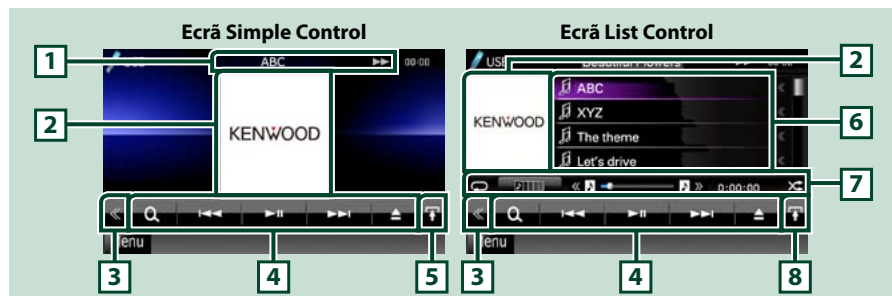 Ecrã Simple Control
Ecrã List Control
1
USB
ABC
00:00
2
KENWOOD
3
4
5
Menu
USB
Beautiful Flowers
2
KENWOOD
ABC
XYZ
The theme
Let's drive
6
0:00:00
7
3
4
8
Menu